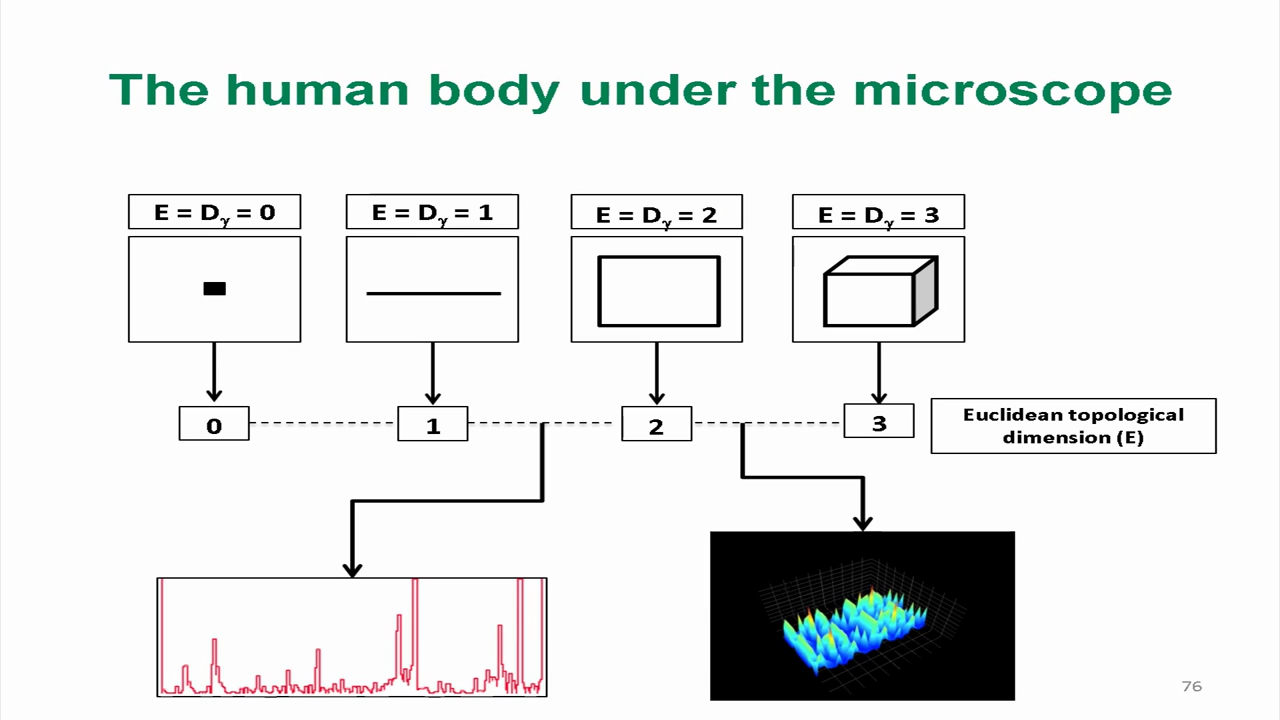 The human body under the microscope
E = Dγ = 0
E = Dγ = 1
E = Dγ = 2
E = Dγ = 3
0
1
2
3
Euclidean topological
dimension (E)
76